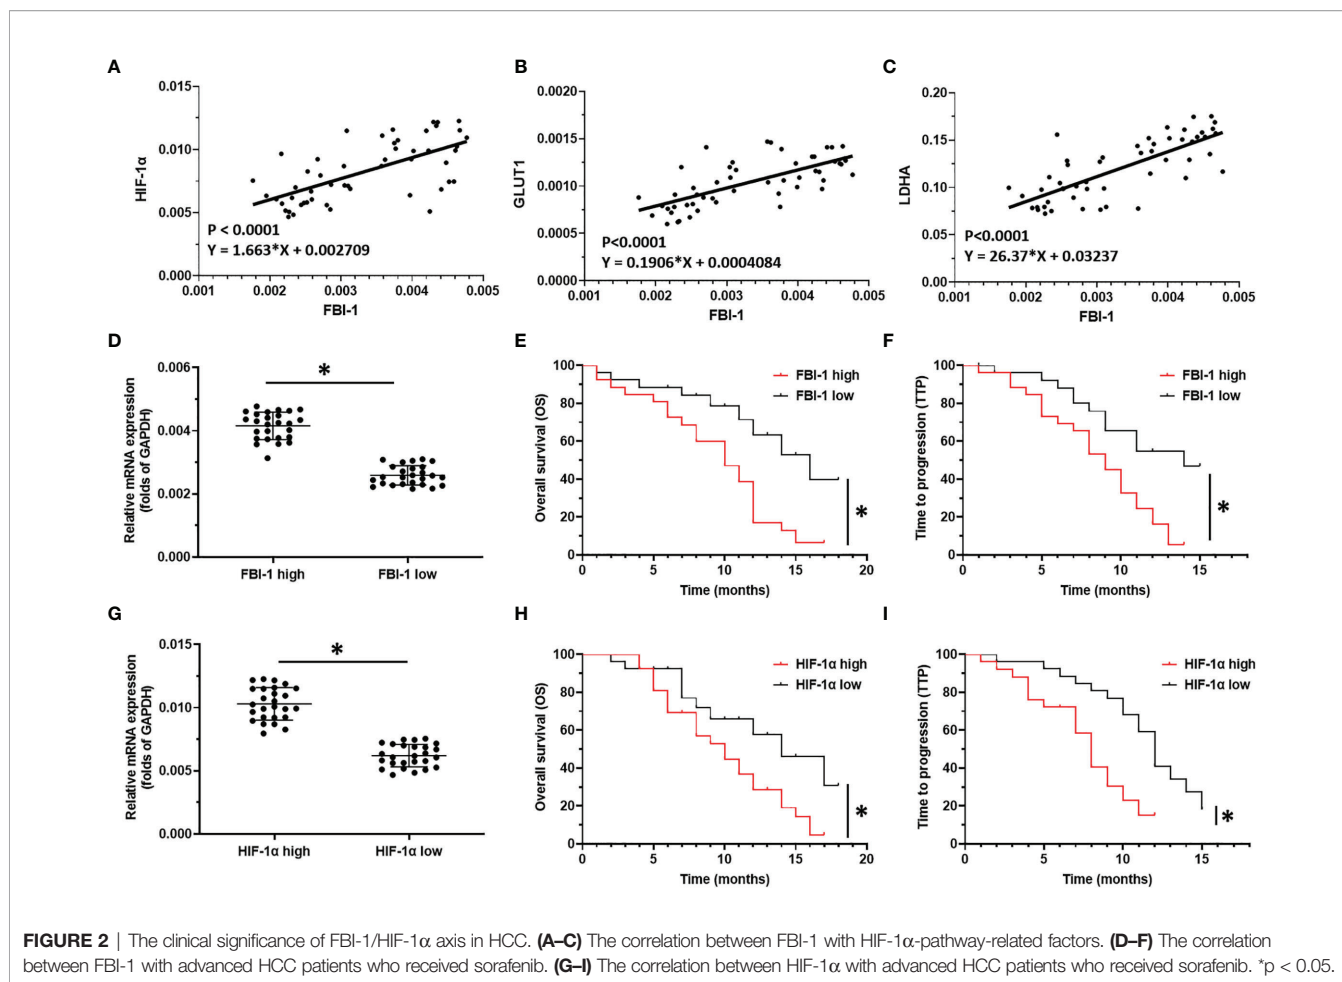 A
0.015
0.010
0.005
0.000
HIF-1α
P < 0.0001
Y = 1.663*X + 0.002709
0.001 0.002 0.003 0.004 0.005
FBI-1
B
0.0020
0.0015
0.0010
0.0005
0.0000
GLUT1
P<0.0001
Y = 0.1906*X + 0.0004084
0.001 0.002 0.003 0.004 0.005
FBI-1
C
0.20
0.15
0.10
0.05
0.00
LDHA
P<0.0001
Y = 26.37*X + 0.03237
0.001 0.002 0.003 0.004 0.005
FBI-1
D
0.006
0.004
0.002
0.000
Relative mRNA expression
(folds of GAPDH)
*
FBI-1 high FBI-1 low
E
100
80
60
40
20
0
Overall survival (OS)
FBI-1 high
FBI-1 low
*
0 5 10 15 20
Time (months)
F
100
80
60
40
20
0
Time to progression (TTP)
FBI-1 high
FBI-1 low
*
0 5 10 15
Time (months)
G
0.015
0.010
0.005
0.000
Relative mRNA expression
(folds of GAPDH)
*
HIF-1α high HIF-1α low
H
100
80
60
40
20
0
Overall survival (OS)
HIF-1α high
HIF-1α low
*
0 5 10 15 20
Time (months)
I
100
80
60
40
20
0
Time to progression (TTP)
HIF-1α high
HIF-1α low
*
0 5 10 15
Time (months)
FIGURE 2 | The clinical significance of FBI-1/HIF-1α axis in HCC. (A–C) The correlation between FBI-1 with HIF-1α-pathway-related factors. (D–F) The correlation
between FBI-1 with advanced HCC patients who received sorafenib. (G–I) The correlation between HIF-1α with advanced HCC patients who received sorafenib. *p < 0.05.